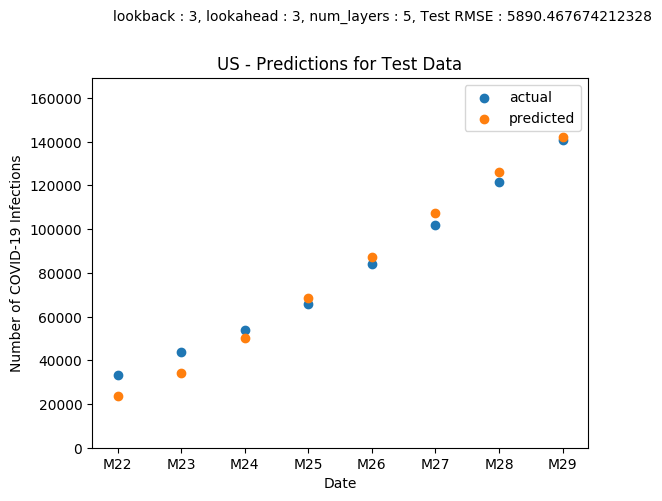 lookback : 3, lookahead : 3, num_layers : 5, Test RMSE : 5890.467674212328
US - Predictions for Test Data
actual
predicted
Number of COVID-19 Infections
160000
140000
120000
100000
80000
60000
40000
20000
0
M22 M23 M24 M25 M26 M27 M28 M29
Date